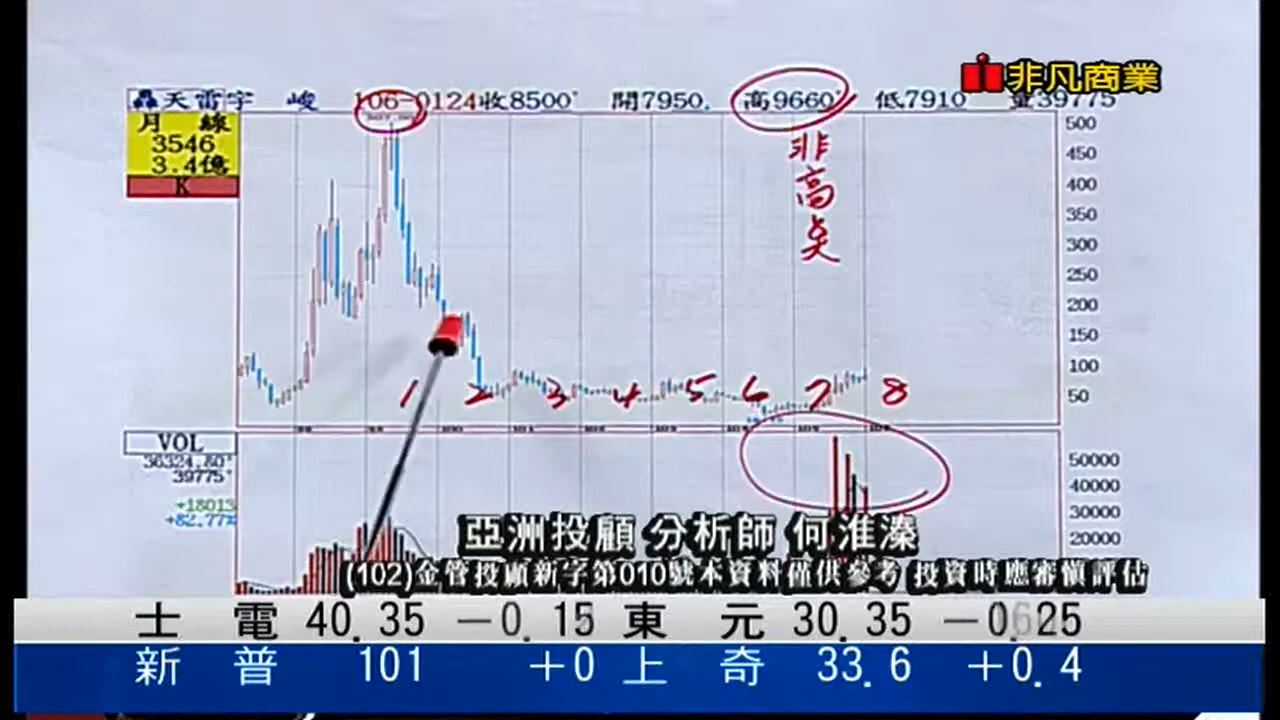 非凡商業
天雷宇 峻 106-0124收8500 開7950. 高9660 低7910 量39775
月 線
3546
3.4億
K
500
450
400
350
300
250
200
150
100
50
非高点
1 2 3 4 5 6 7 8
VOL
36324.80
39775
+18013
+82.77%
50000
40000
30000
20000
亞洲投顧 分析師 何淮溱
(102)金管投顧新字第010號本資料僅供參考 投資時應審慎評估
士電 40.35 -0.15 東元 30.35 -0.25
新普 101 +0 上奇 33.6 +0.4